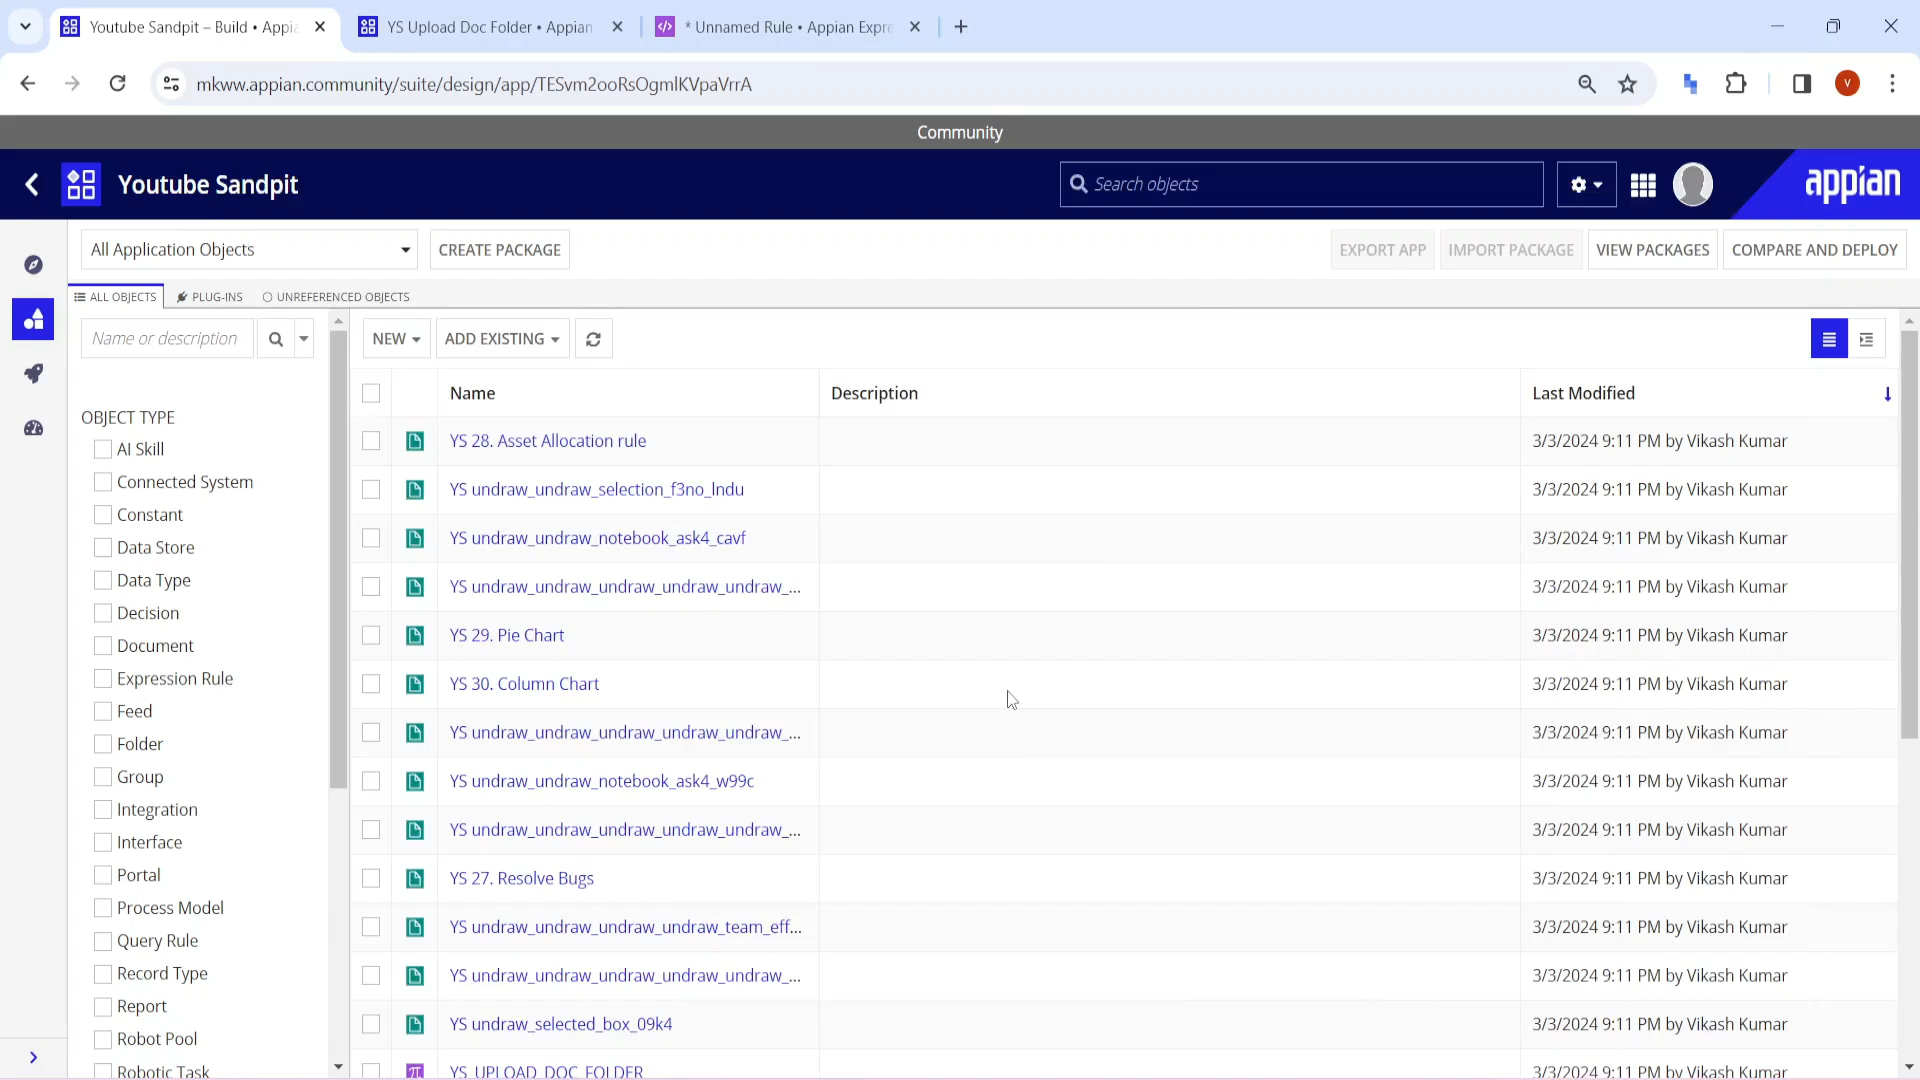 Youtube Sandpit – Build • Appia
YS Upload Doc Folder • Appian
* Unnamed Rule • Appian Expre
mkww.appian.community/suite/design/app/TESvm2ooRsOgmlKVpaVrrA
V
Community
Youtube Sandpit
Search objects
appian
All Application Objects
CREATE PACKAGE
EXPORT APP
IMPORT PACKAGE
VIEW PACKAGES
COMPARE AND DEPLOY
ALL OBJECTS
PLUG-INS
UNREFERENCED OBJECTS
Name or description
NEW
ADD EXISTING
OBJECT TYPE
AI Skill
Connected System
Constant
Data Store
Data Type
Decision
Document
Expression Rule
Feed
Folder
Group
Integration
Interface
Portal
Process Model
Query Rule
Record Type
Report
Robot Pool
Robotic Task
Name Description Last Modified
YS 28. Asset Allocation rule 3/3/2024 9:11 PM by Vikash Kumar
YS undraw_undraw_selection_f3no_lndu 3/3/2024 9:11 PM by Vikash Kumar
YS undraw_undraw_notebook_ask4_cavf 3/3/2024 9:11 PM by Vikash Kumar
YS undraw_undraw_undraw_undraw_undraw_... 3/3/2024 9:11 PM by Vikash Kumar
YS 29. Pie Chart 3/3/2024 9:11 PM by Vikash Kumar
YS 30. Column Chart 3/3/2024 9:11 PM by Vikash Kumar
YS undraw_undraw_undraw_undraw_undraw_... 3/3/2024 9:11 PM by Vikash Kumar
YS undraw_undraw_notebook_ask4_w99c 3/3/2024 9:11 PM by Vikash Kumar
YS undraw_undraw_undraw_undraw_undraw_... 3/3/2024 9:11 PM by Vikash Kumar
YS 27. Resolve Bugs 3/3/2024 9:11 PM by Vikash Kumar
YS undraw_undraw_undraw_undraw_team_eff... 3/3/2024 9:11 PM by Vikash Kumar
YS undraw_undraw_undraw_undraw_undraw_... 3/3/2024 9:11 PM by Vikash Kumar
YS undraw_selected_box_09k4 3/3/2024 9:11 PM by Vikash Kumar
YS_UPLOAD_DOC_FOLDER 3/3/2024 9:11 PM by Vikash Kumar